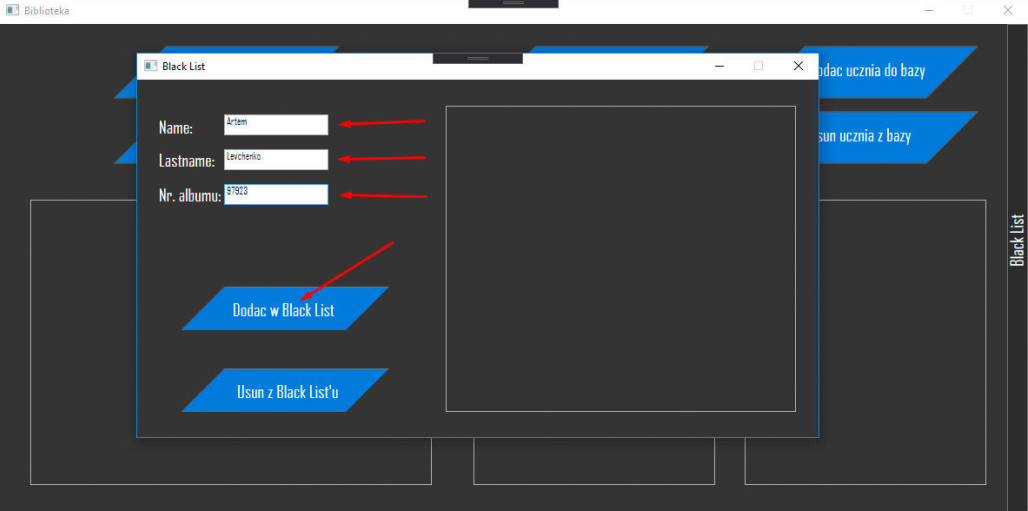 Biblioteka
Black List
odac ucznia do bazy
Name:
Artem
Lastname:
Levchenko
sun ucznia z bazy
Nr. albumu:
97923
Black List
Dodac w Black List
Usun z Black List'u